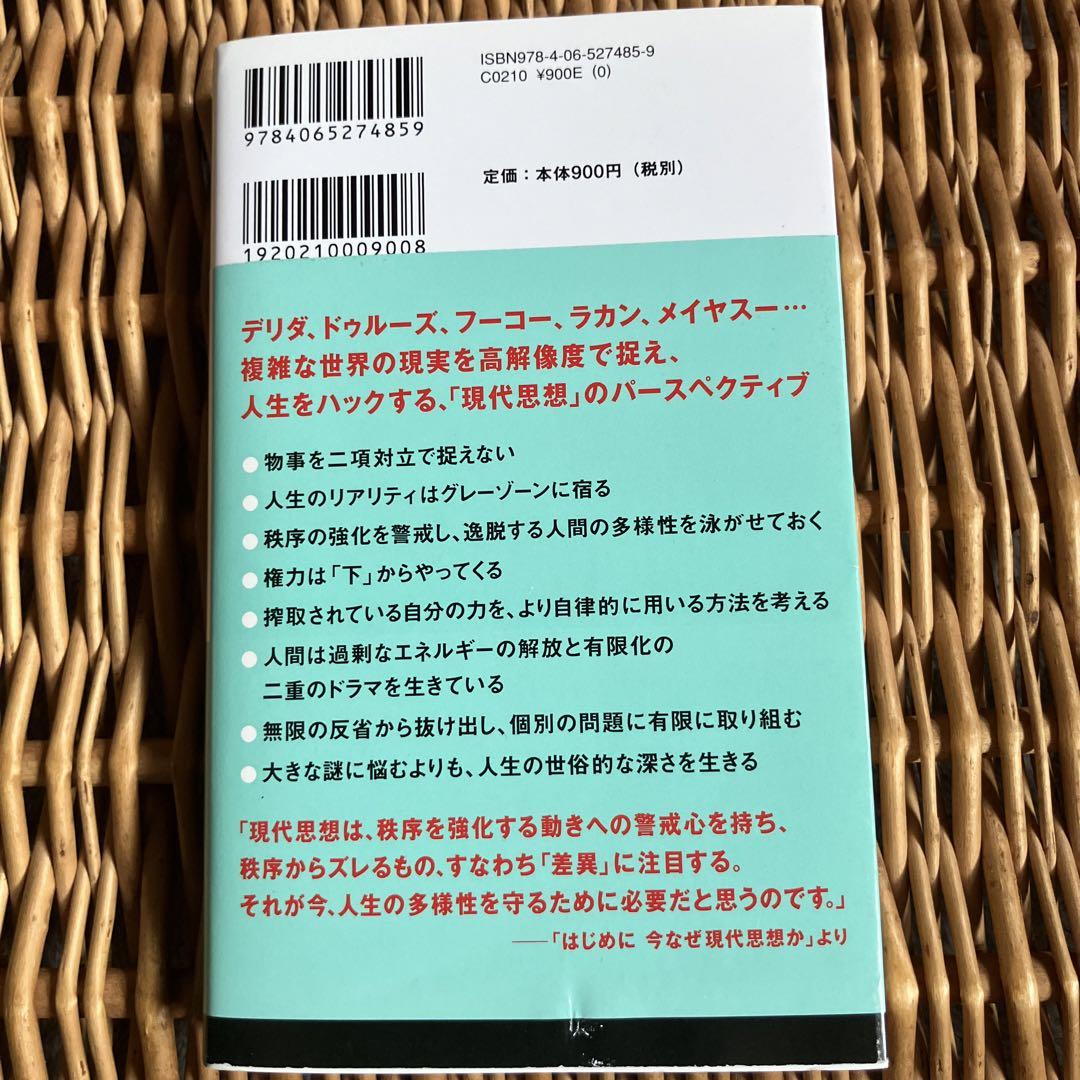 ISBN978-4-06-527485-9
C0210 ¥900E (0)
9784065274859
定価：本体900円（税別）
1920210009008
デリダ、ドゥルーズ、フーコー、ラカン、メイヤスー…
複雑な世界の現実を高解像度で捉え、
人生をハックする、「現代思想」のパースペクティブ
●物事を二項対立で捉えない
●人生のリアリティはグレーゾーンに宿る
●秩序の強化を警戒し、逸脱する人間の多様性を泳がせておく
●権力は「下」からやってくる
●搾取されている自分の力を、より自律的に用いる方法を考える
●人間は過剰なエネルギーの解放と有限化の
二重のドラマを生きている
●無限の反省から抜け出し、個別の問題に有限に取り組む
●大きな謎に悩むよりも、人生の世俗的な深さを生きる
「現代思想は、秩序を強化する動きへの警戒心を持ち、
秩序からズレるもの、すなわち「差異」に注目する。
それが今、人生の多様性を守るために必要だと思うのです。」
──「はじめに 今なぜ現代思想か」より